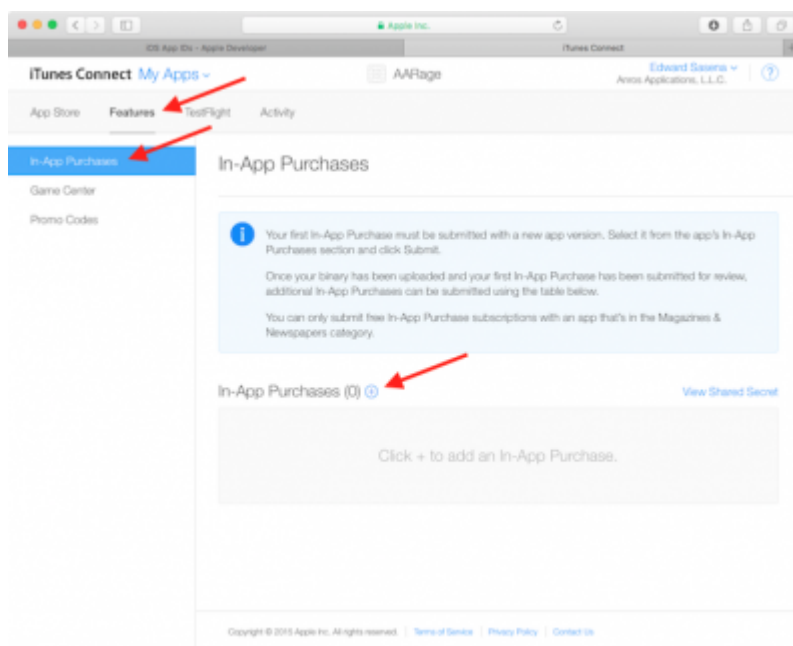 Apple Inc.
iOS App IDs - Apple Developer
iTunes Connect
iTunes Connect My Apps
AARage
Edward Sasena
Anros Applications, L.L.C.
?
App Store Features TestFlight Activity
In-App Purchases
Game Center
Promo Codes
In-App Purchases
Your first In-App Purchase must be submitted with a new app version. Select it from the app's In-App
Purchases section and click Submit.
Once your binary has been uploaded and your first In-App Purchase has been submitted for review,
additional In-App Purchases can be submitted using the table below.
You can only submit free In-App Purchase subscriptions with an app that's in the Magazines &
Newspapers category.
In-App Purchases (0)
View Shared Secret
Click + to add an In-App Purchase.
Copyright © 2015 Apple Inc. All rights reserved. Terms of Service Privacy Policy Contact Us